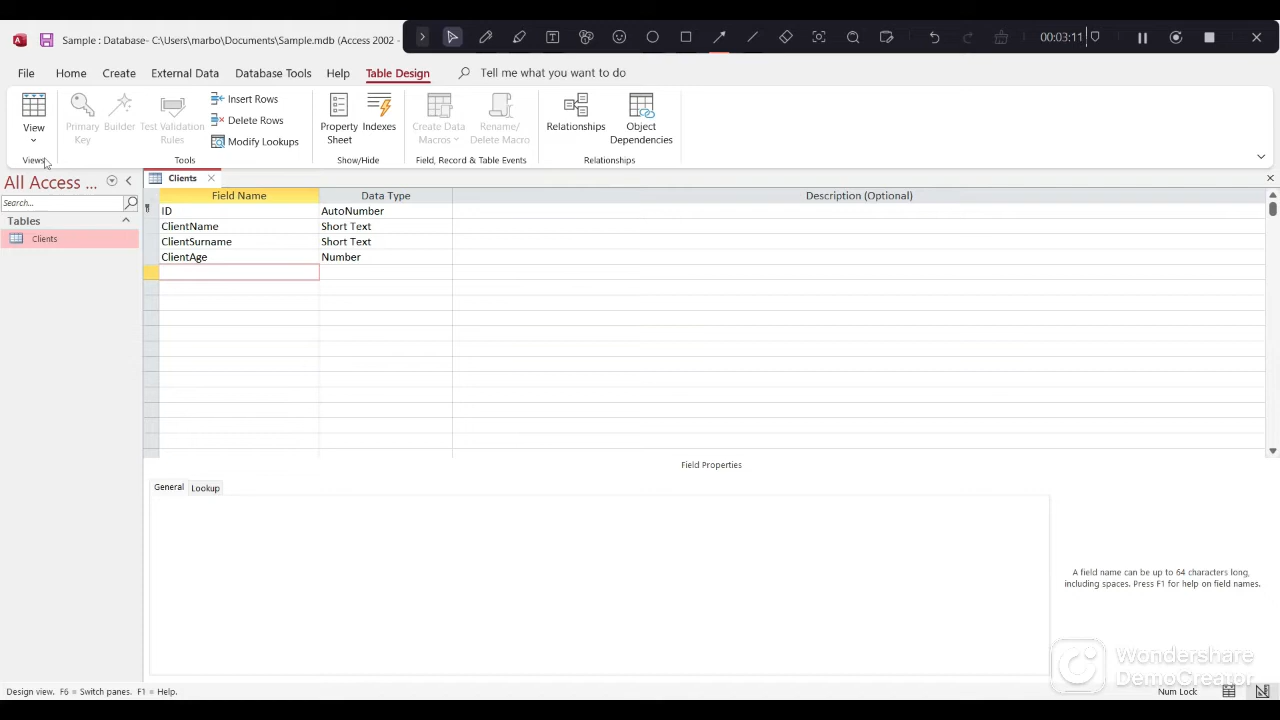 Sample : Database- C:\Users\marbo\Documents\Sample.mdb (Access 2002 -
00:03:11
File Home Create External Data Database Tools Help Table Design Tell me what you want to do
View
Primary Key
Builder
Test Validation Rules
Insert Rows
Delete Rows
Modify Lookups
Property Sheet
Indexes
Create Data Macros
Rename/ Delete Macro
Relationships
Object Dependencies
Views
Tools
Show/Hide
Field, Record & Table Events
Relationships
All Access ...
Search...
Tables
Clients
Clients
Field Name Data Type Description (Optional)
ID AutoNumber
ClientName Short Text
ClientSurname Short Text
ClientAge Number
Field Properties
General Lookup
A field name can be up to 64 characters long,
including spaces. Press F1 for help on field names.
Wondershare
DemoCreator
Design view. F6 = Switch panes. F1 = Help.
Num Lock